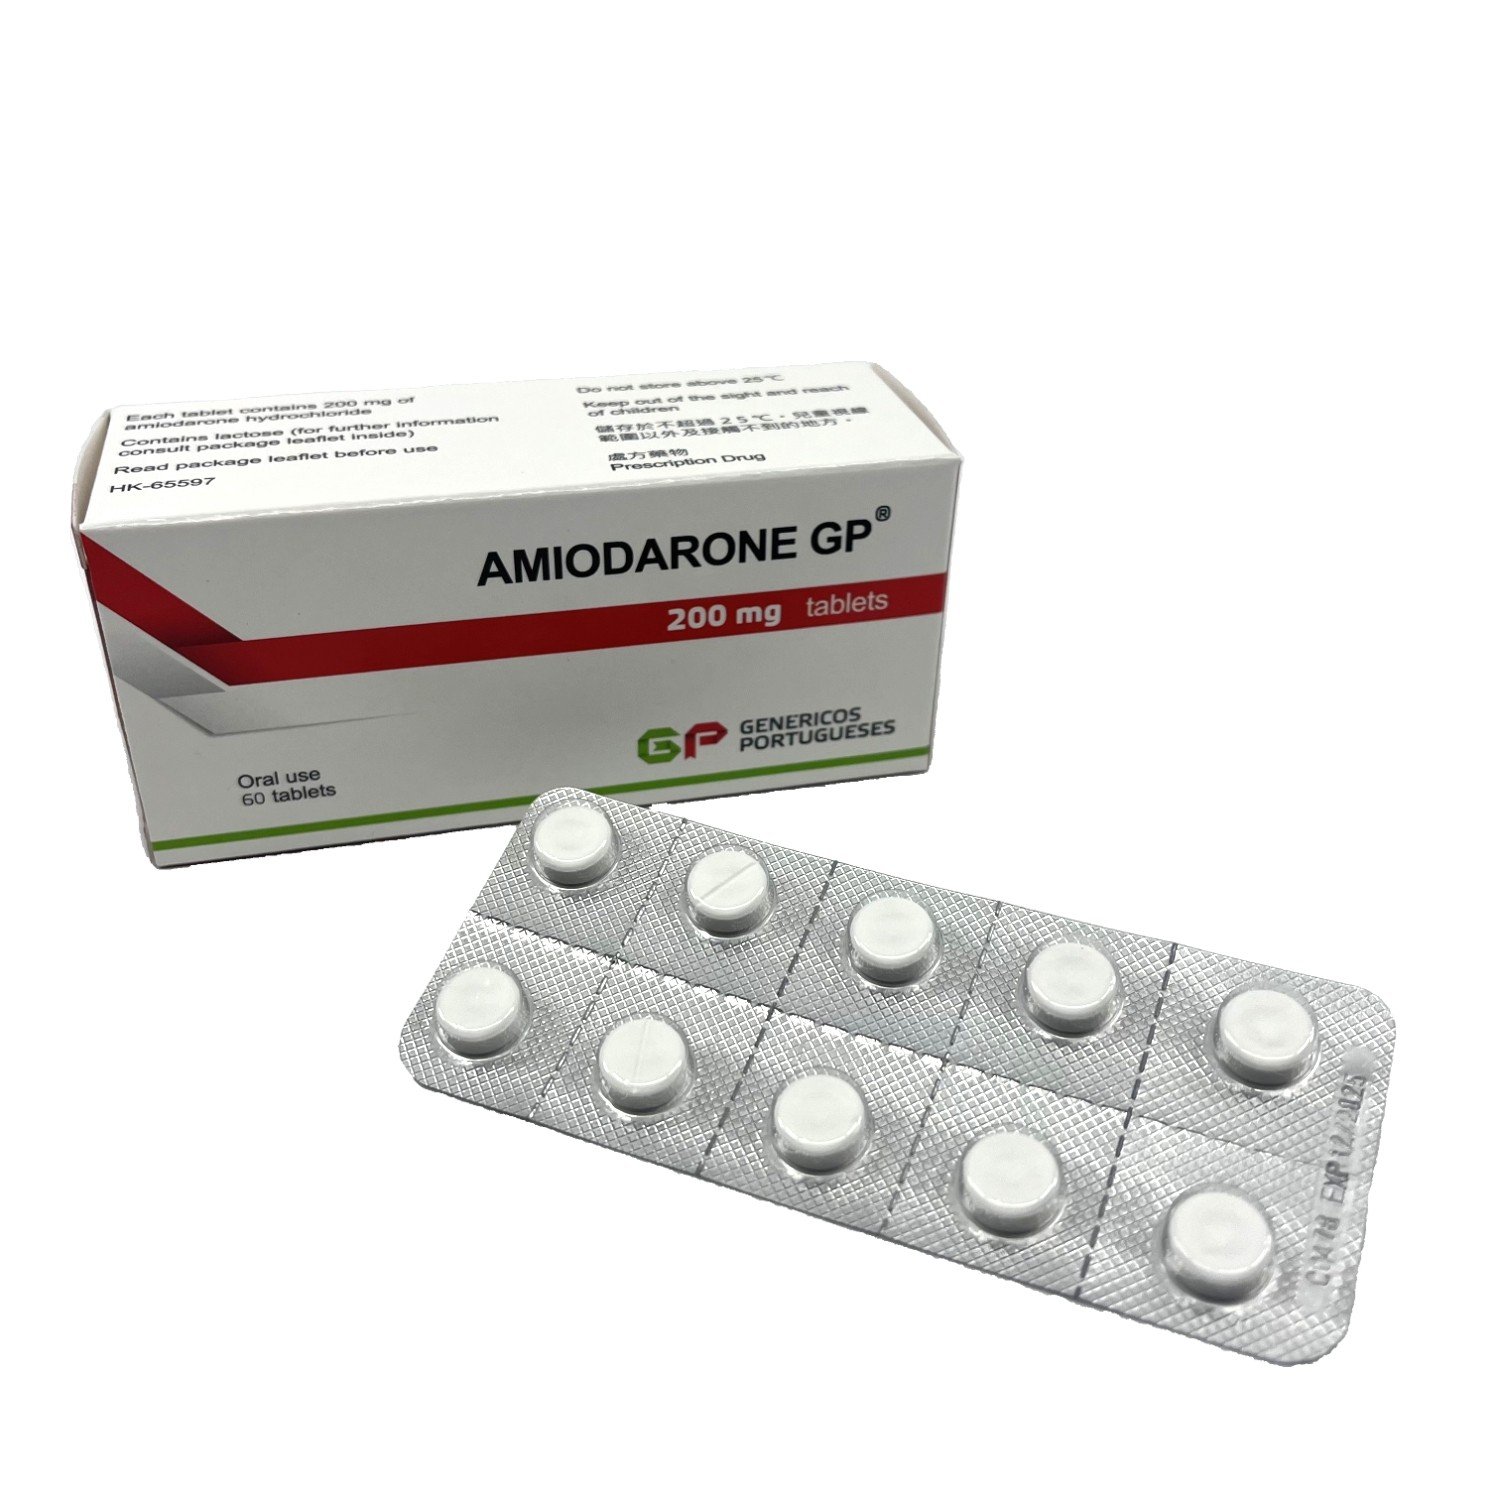 Each tablet contains 200 mg of
amiodarone hydrochloride
Contains lactose (for further information
consult package leaflet inside)
Read package leaflet before use
HK-65597
Do not store above 25℃
Keep out of the sight and reach
of children
儲存於不超過25℃，兒童視線
範圍以外及接觸不到的地方。
處方藥物
Prescription Drug
AMIODARONE GP®
200 mg tablets
GP GENERICOS
PORTUGUESES
Oral use
60 tablets
EXP